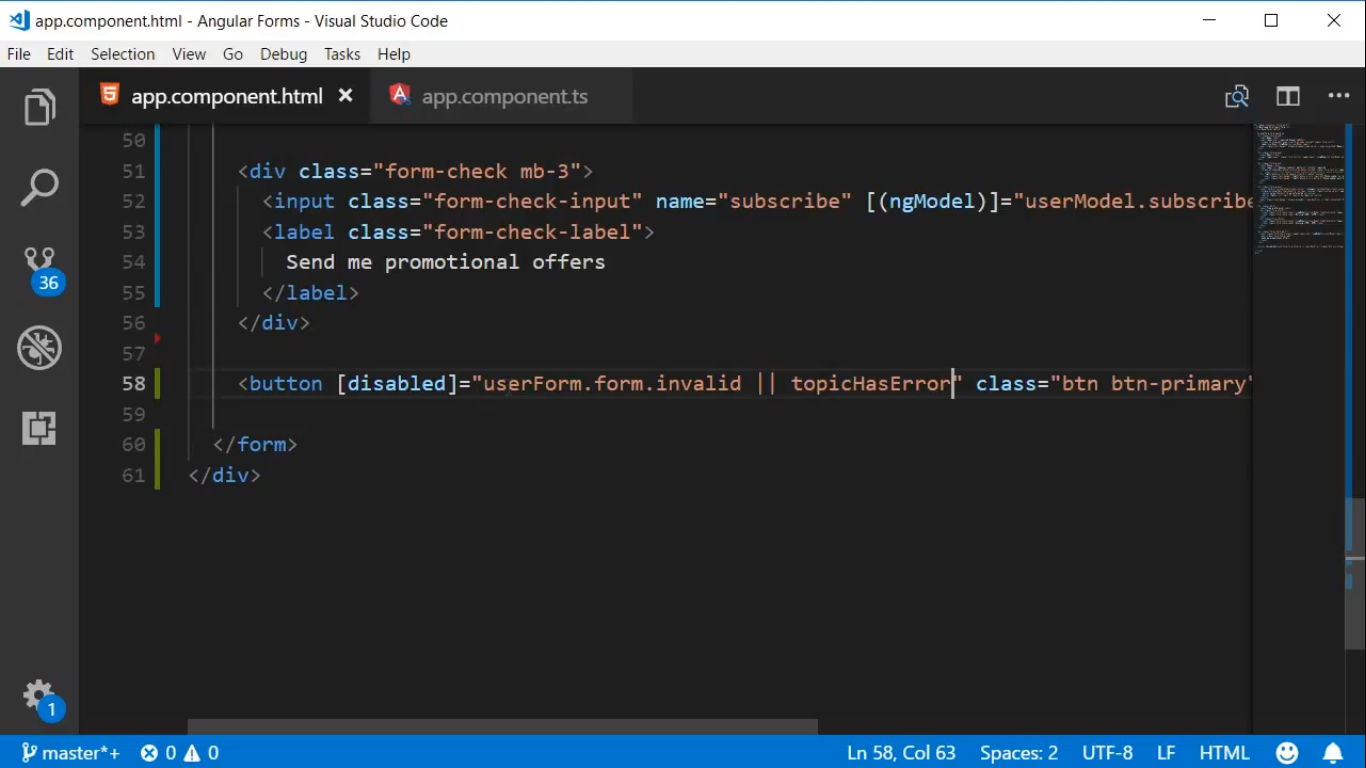 app.component.html - Angular Forms - Visual Studio Code
File Edit Selection View Go Debug Tasks Help
app.component.html app.component.ts
50
51 <div class="form-check mb-3">
52 <input class="form-check-input" name="subscribe" [(ngModel)]="userModel.subscribe
53 <label class="form-check-label">
54 Send me promotional offers
55 </label>
56 </div>
57
58 <button [disabled]="userForm.form.invalid || topicHasError" class="btn btn-primary"
59
60 </form>
61 </div>
36
1
master*+ 0 0 Ln 58, Col 63 Spaces: 2 UTF-8 LF HTML